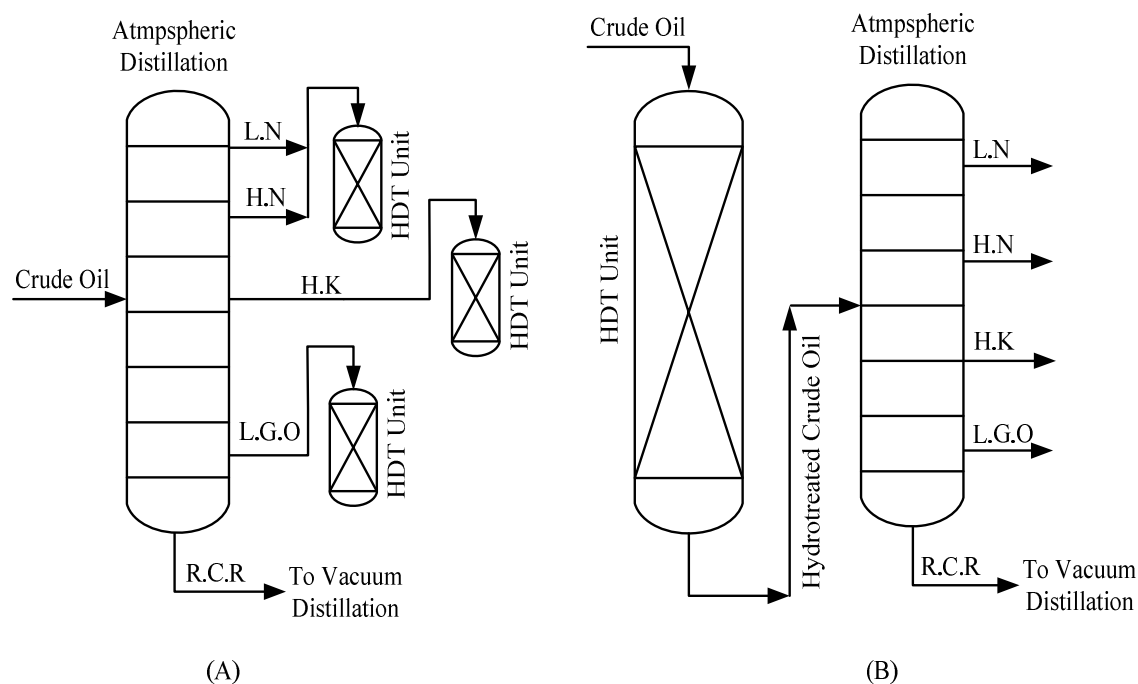 Atmpspheric
Distillation
L.N
H.N
HDT Unit
Crude Oil
H.K
HDT Unit
L.G.O
HDT Unit
R.C.R
To Vacuum
Distillation
(A)
Crude Oil
HDT Unit
Hydrotreated Crude Oil
Atmpspheric
Distillation
L.N
H.N
H.K
L.G.O
R.C.R
To Vacuum
Distillation
(B)